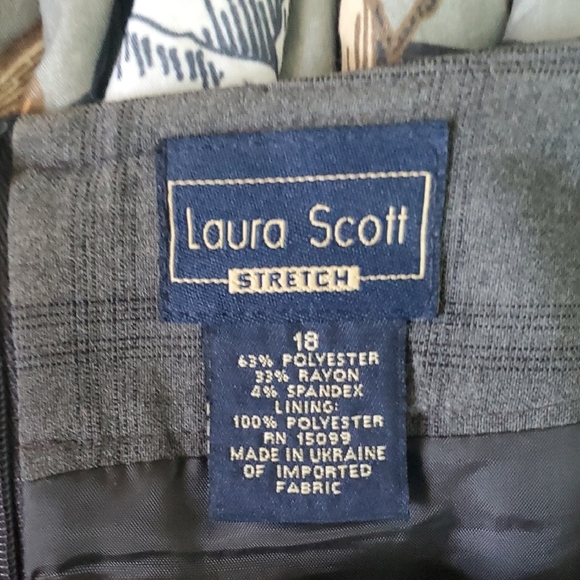 Laura Scott
STRETCH
18
63% POLYESTER
33% RAYON
4% SPANDEX
LINING:
100% POLYESTER
RN 15099
MADE IN UKRAINE
OF IMPORTED
FABRIC